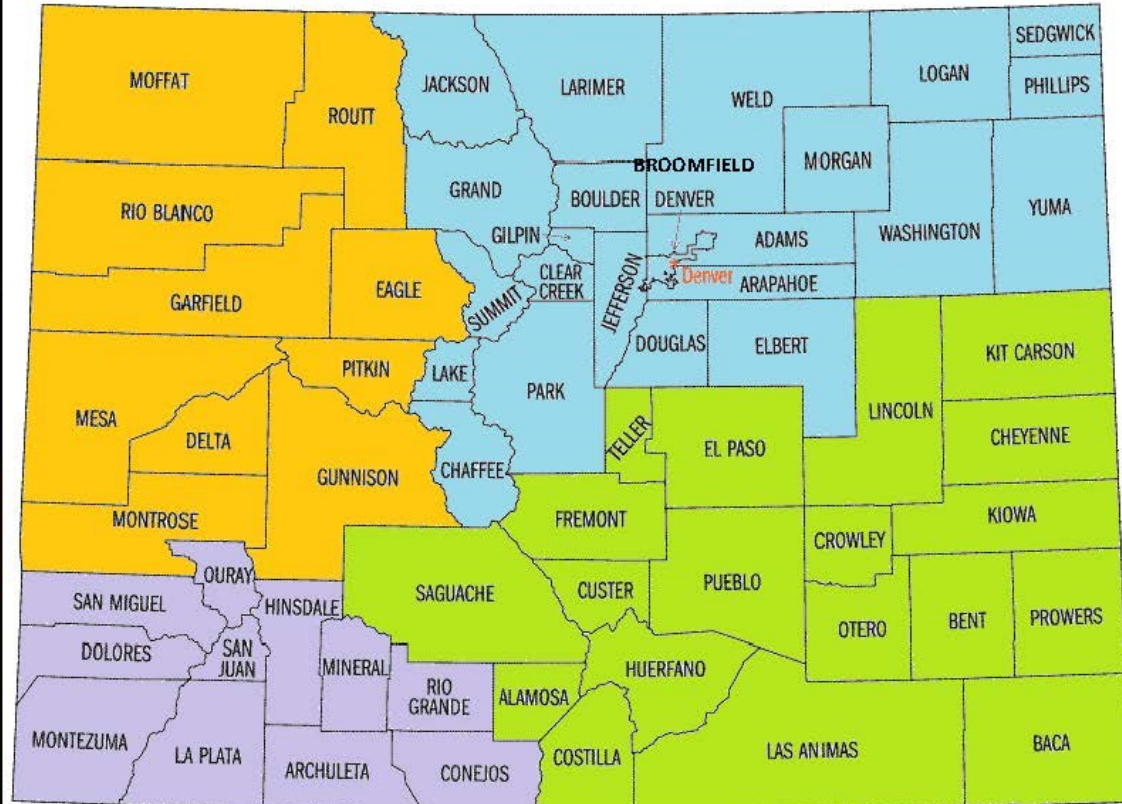 SEDGWICK
LOGAN
MOFFAT
JACKSON
LARIMER
WELD
PHILLIPS
ROUTT
BROOMFIELD
MORGAN
GRAND
BOULDER
DENVER
RIO BLANCO
YUMA
WASHINGTON
GILPIN
ADAMS
CLEAR
CREEK
Denver
ARAPAHOE
EAGLE
JEFFERSON
GARFIELD
SUMMIT
DOUGLAS
ELBERT
KIT CARSON
PITKIN
LAKE
PARK
LINCOLN
MESA
TELLER
CHEYENNE
DELTA
EL PASO
CHAFFEE
GUNNISON
KIOWA
MONTROSE
FREMONT
CROWLEY
OURAY
PUEBLO
CUSTER
SAGUACHE
SAN MIGUEL
HINSDALE
PROWERS
BENT
OTERO
DOLORES
SAN
JUAN
MINERAL
HUERFANO
RIO
GRANDE
ALAMOSA
MONTEZUMA
LA PLATA
COSTILLA
LAS ANIMAS
BACA
ARCHULETA
CONEJOS